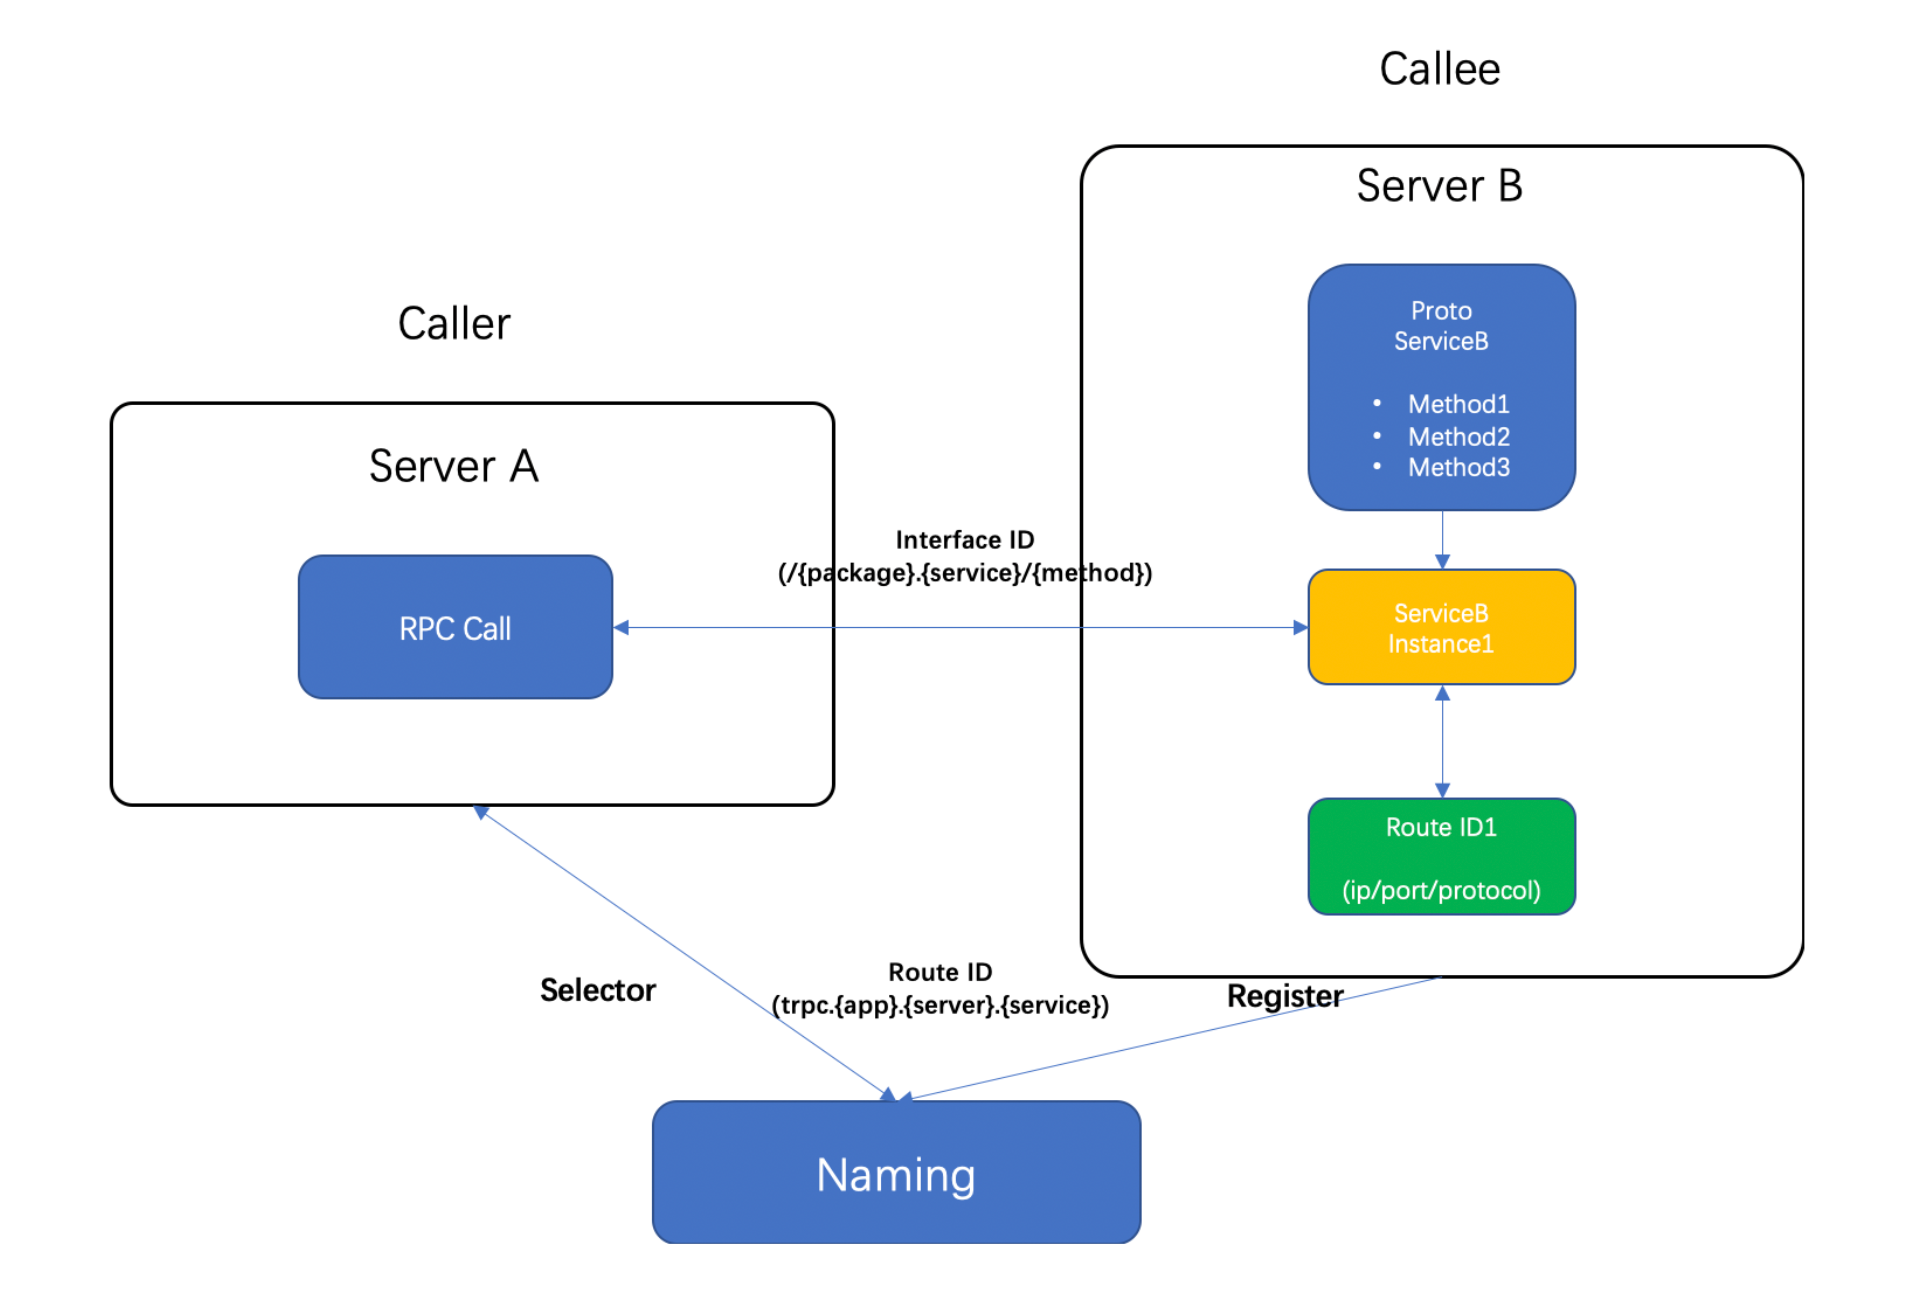 Callee
Server B
Proto
ServiceB
• Method1
• Method2
• Method3
Caller
Server A
Interface ID
(/{package}.{service}/{method})
RPC Call
ServiceB
Instance1
Route ID1
(ip/port/protocol)
Selector
Route ID
(trpc.{app}.{server}.{service})
Register
Naming